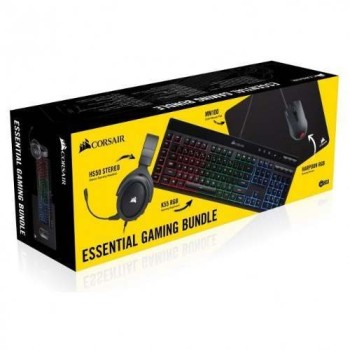 CORSAIR
ESSENTIAL
GAMING
BUNDLE
CORSAIR
HS50 STEREO
MM100
K55 RGB
HARPOON RGB
ESSENTIAL GAMING BUNDLE